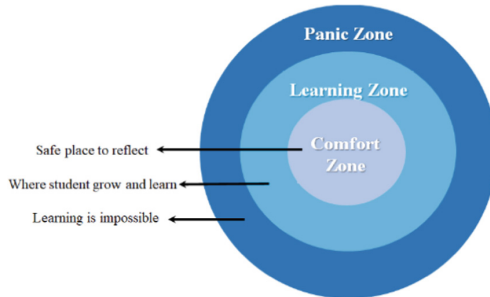 Panic Zone
Learning Zone
Comfort
Zone
Safe place to reflect
Where student grow and learn
Learning is impossible